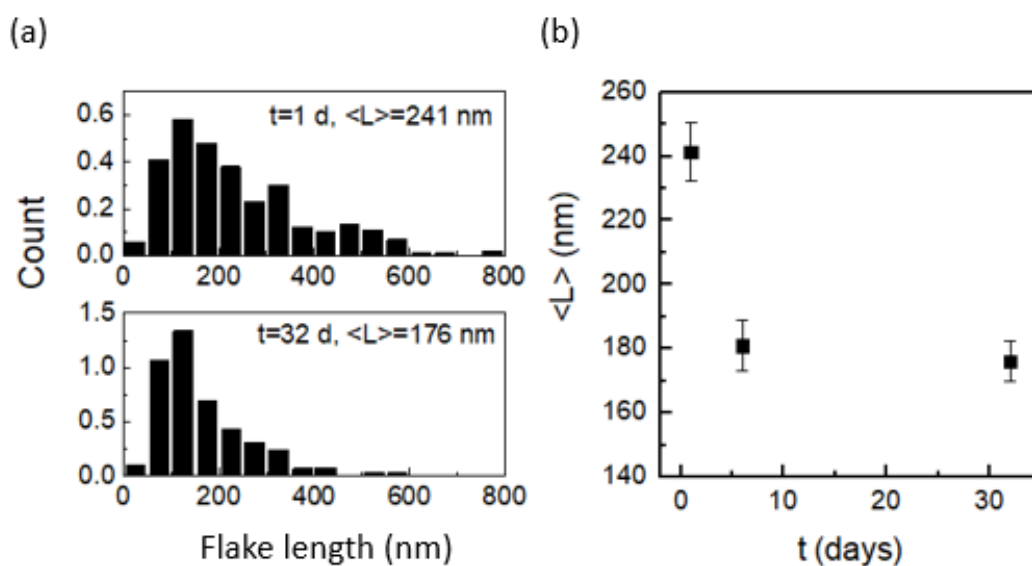 (a)
(b)
t=1 d, <L>=241 nm
0.6
0.4
0.2
0.0
0 200 400 600 800
Count
t=32 d, <L>=176 nm
1.5
1.0
0.5
0.0
0 200 400 600 800
Flake length (nm)
260
240
220
200
180
160
140
<L> (nm)
0 10 20 30
t (days)